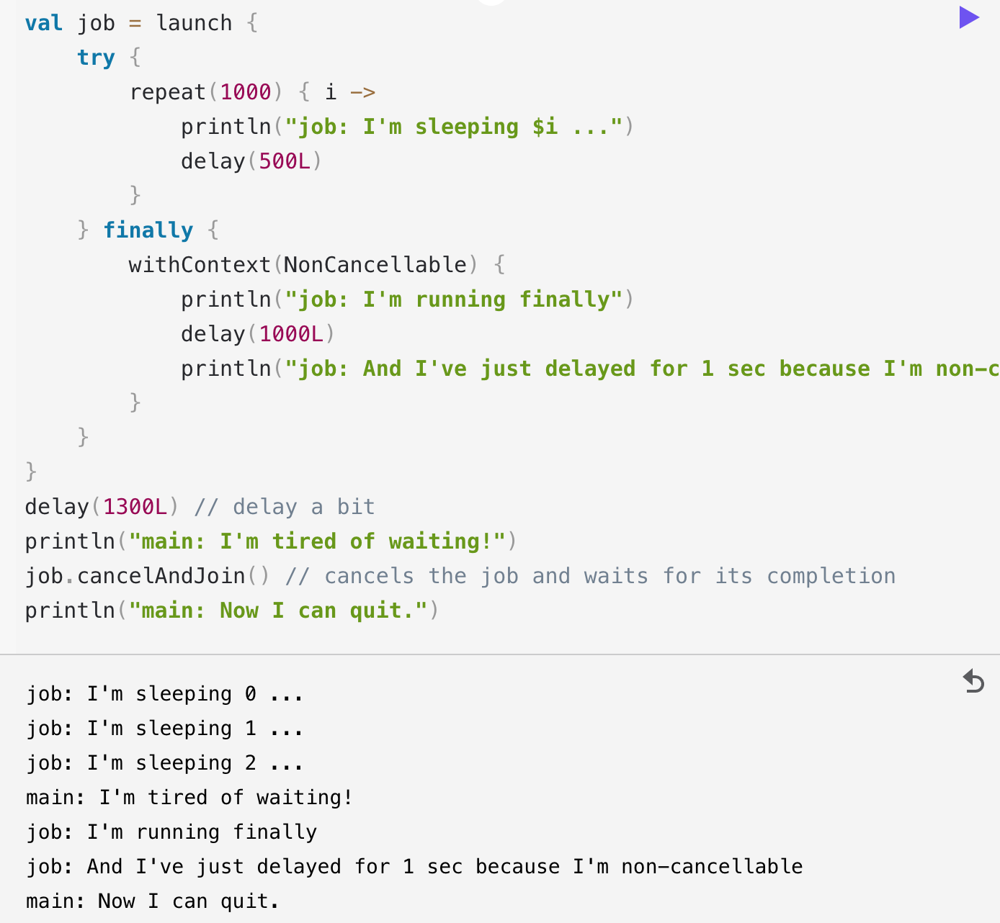 val job = launch {
    try {
        repeat(1000) { i ->
            println("job: I'm sleeping $i ...")
            delay(500L)
        }
    } finally {
        withContext(NonCancellable) {
            println("job: I'm running finally")
            delay(1000L)
            println("job: And I've just delayed for 1 sec because I'm non-c
        }
    }
}
delay(1300L) // delay a bit
println("main: I'm tired of waiting!")
job.cancelAndJoin() // cancels the job and waits for its completion
println("main: Now I can quit.")
job: I'm sleeping 0 ...
job: I'm sleeping 1 ...
job: I'm sleeping 2 ...
main: I'm tired of waiting!
job: I'm running finally
job: And I've just delayed for 1 sec because I'm non-cancellable
main: Now I can quit.